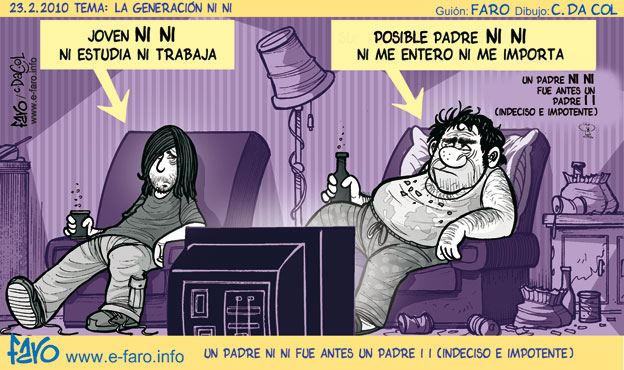 23.2.2010 TEMA: LA GENERACIÓN NI NI
Guión: FARO Dibujo: C. DA COL
JOVEN NI NI
NI ESTUDIA NI TRABAJA
POSIBLE PADRE NI NI
NI ME ENTERO NI ME IMPORTA
UN PADRE NI NI
FUE ANTES UN
PADRE I I
(INDECISO E IMPOTENTE)
FARO / C. DACOL
www.e-faro.info
FARO www.e-faro.info
UN PADRE NI NI FUE ANTES UN PADRE I I (INDECISO E IMPOTENTE)